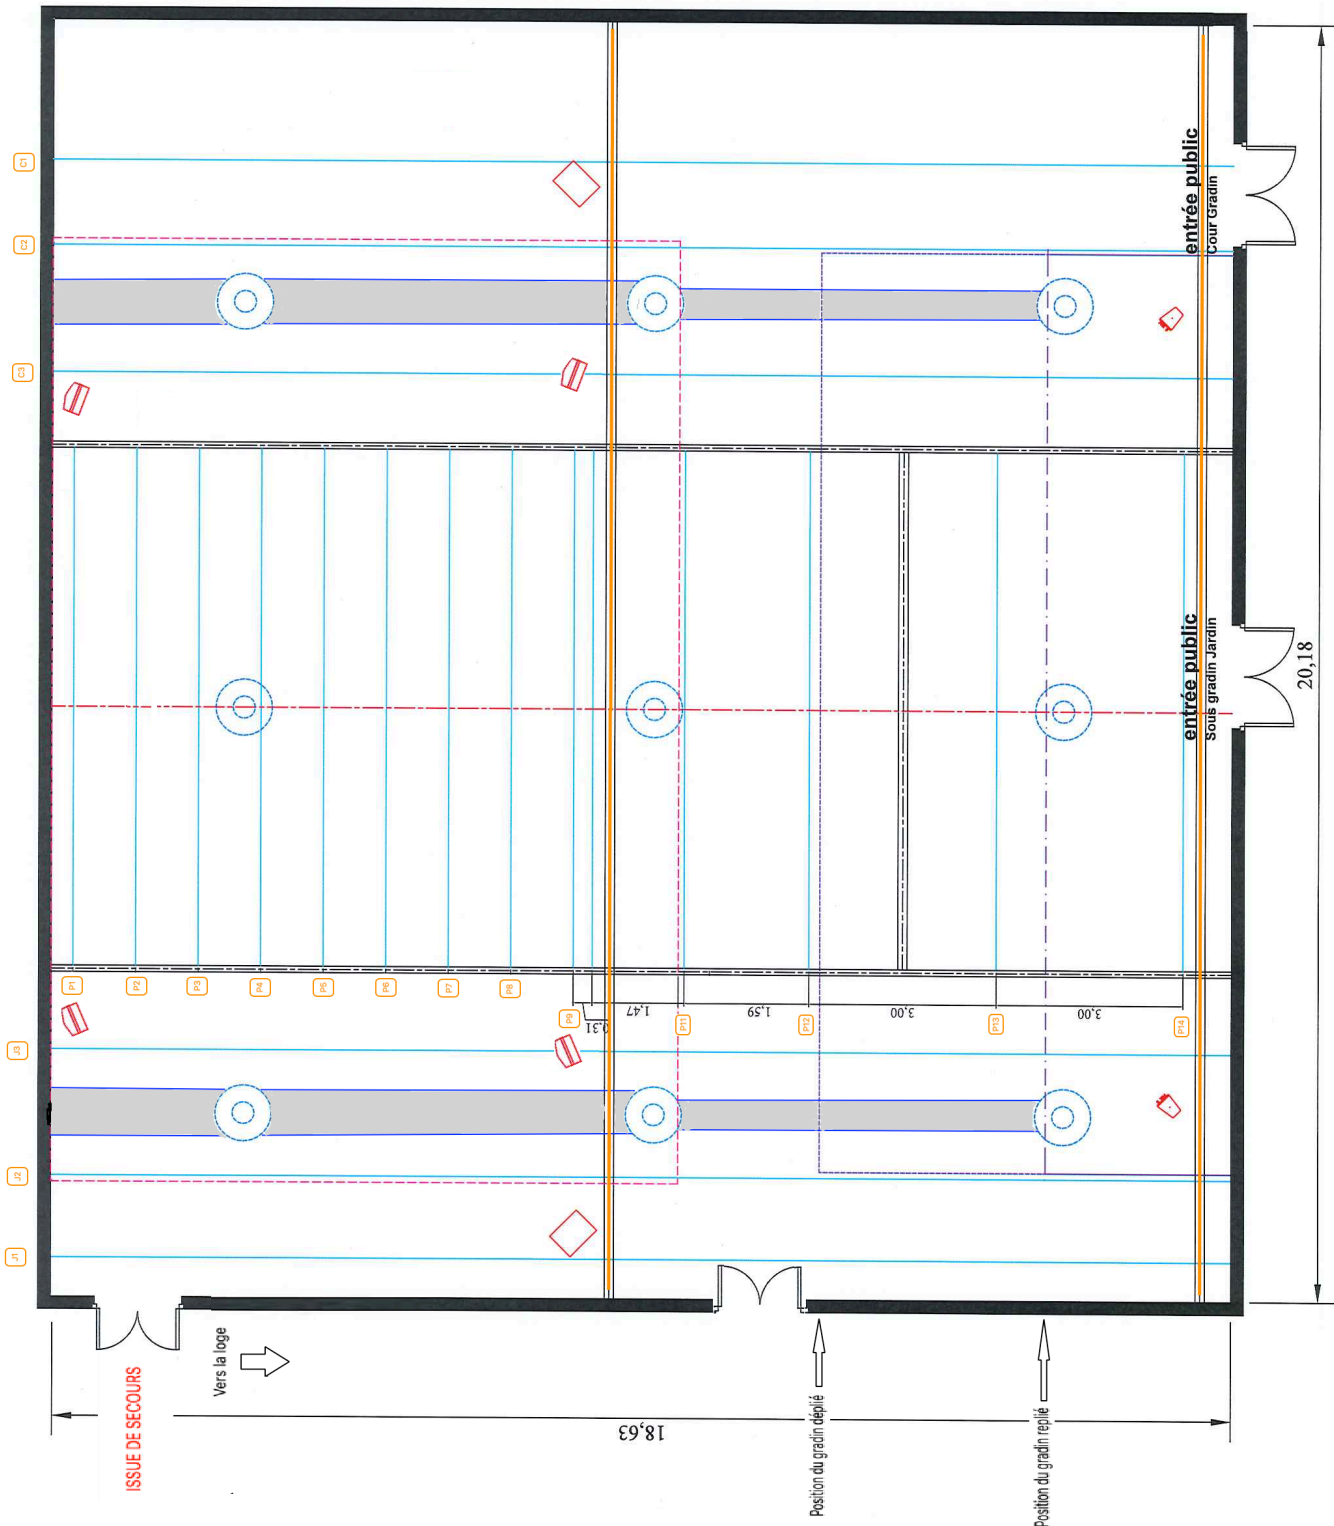 C1
C2
C3
entrée public
Cour Gradin
entrée public
Sous gradin Jardin
20,18
P1
P2
P3
P4
P5
P6
P7
P8
P9
P11
P12
P13
P14
0,31
1,47
1,59
3,00
3,00
J3
J2
J1
ISSUE DE SECOURS
Vers la loge
18,63
Position du gradin déplié
Position du gradin replié